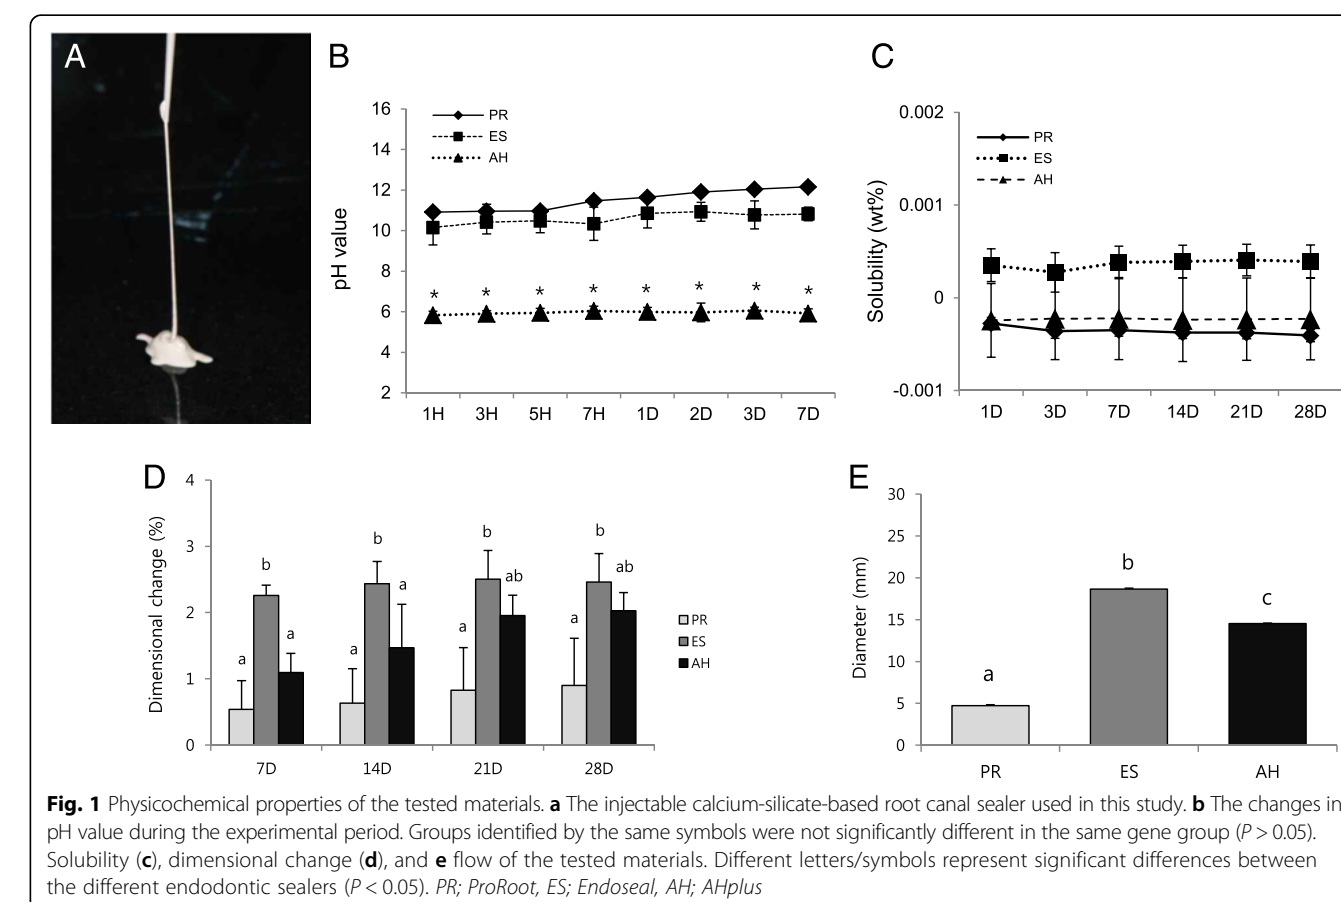 A
B
16
14
12
10
8
6
4
2
pH value
PR
ES
AH
* * * * * * * *
1H 3H 5H 7H 1D 2D 3D 7D
C
0.002
0.001
0
-0.001
Solubility (wt%)
PR
ES
AH
1D 3D 7D 14D 21D 28D
D
4
3
2
1
0
Dimensional change (%)
a b a a b a a b ab a b ab
7D 14D 21D 28D
PR
ES
AH
E
30
25
20
15
10
5
0
Diameter (mm)
a b c
PR ES AH
Fig. 1 Physicochemical properties of the tested materials. a The injectable calcium-silicate-based root canal sealer used in this study. b The changes in
pH value during the experimental period. Groups identified by the same symbols were not significantly different in the same gene group (P > 0.05).
Solubility (c), dimensional change (d), and e flow of the tested materials. Different letters/symbols represent significant differences between
the different endodontic sealers (P < 0.05). PR; ProRoot, ES; Endoseal, AH; AHplus